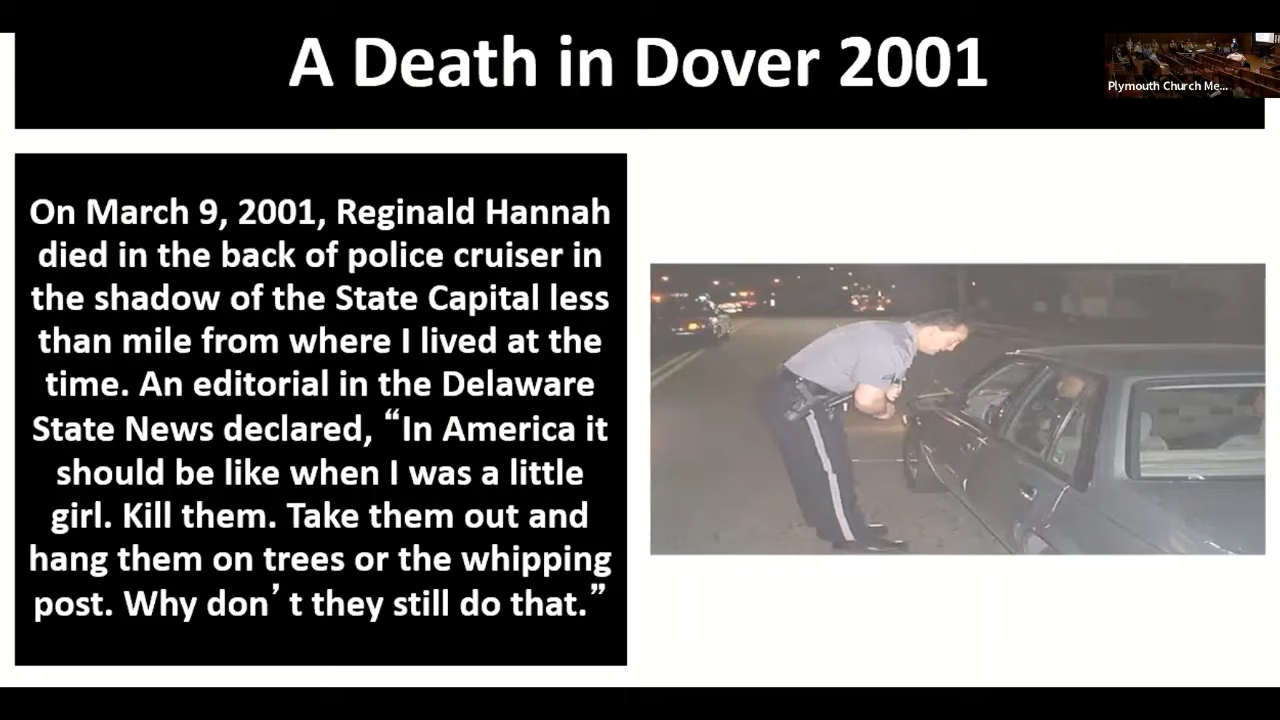 A Death in Dover 2001
Plymouth Church Me...
On March 9, 2001, Reginald Hannah
died in the back of police cruiser in
the shadow of the State Capital less
than mile from where I lived at the
time. An editorial in the Delaware
State News declared, “In America it
should be like when I was a little
girl. Kill them. Take them out and
hang them on trees or the whipping
post. Why don’ t they still do that.”